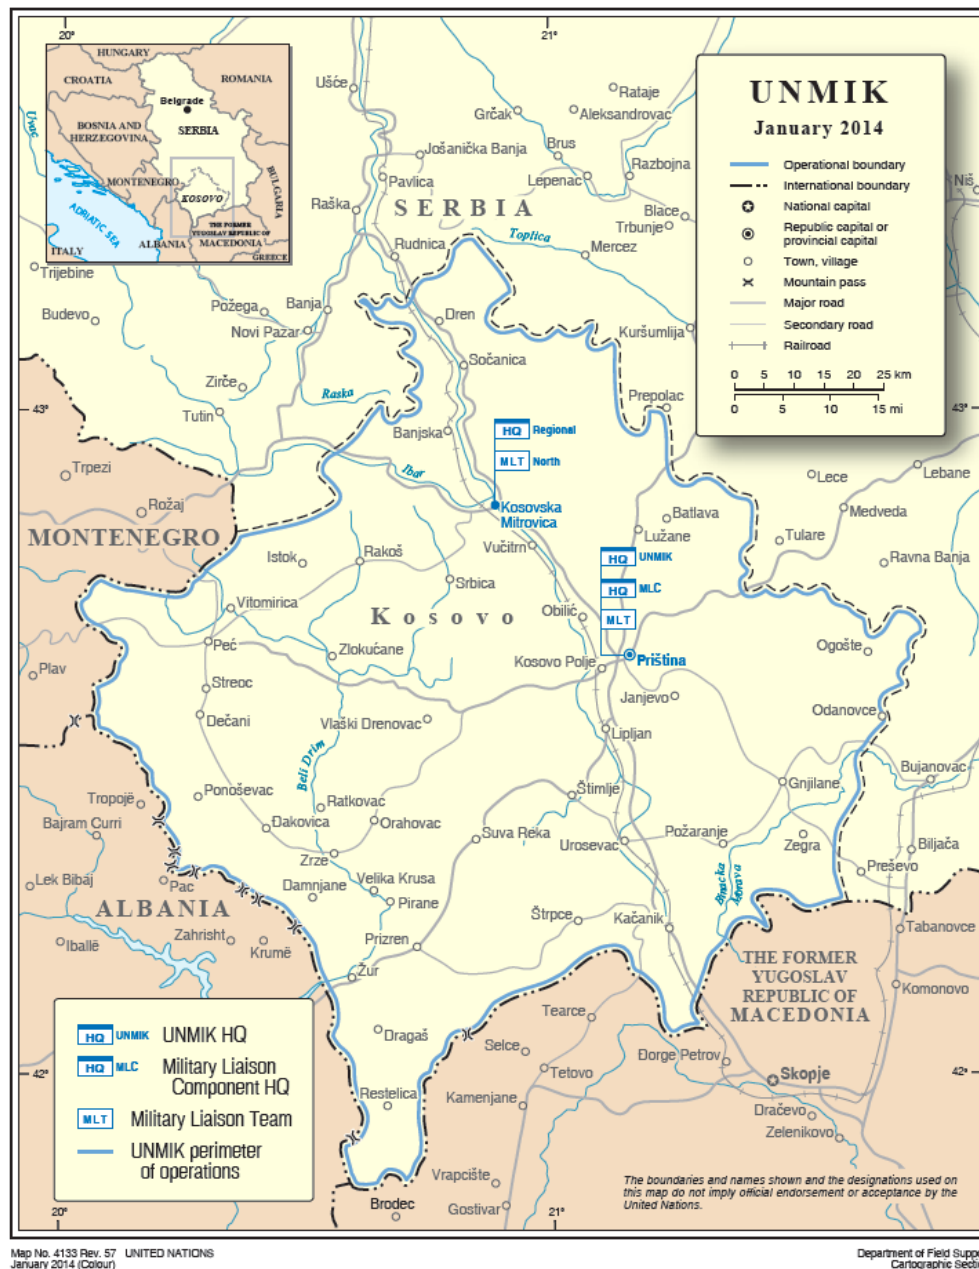 20°
21°
HUNGARY
CROATIA
ROMANIA
Belgrade
BOSNIA AND
HERZEGOVINA
SERBIA
MONTENEGRO
KOSOVO
BULGARIA
ADRIATIC SEA
THE FORMER
YUGOSLAV REPUBLIC OF
MACEDONIA
ALBANIA
ITALY
GREECE
UNMIK
January 2014
Operational boundary
International boundary
National capital
Republic capital or
provincial capital
Town, village
Mountain pass
Major road
Secondary road
Railroad
0 5 10 15 20 25 km
0 5 10 15 mi
Uvac
Ušće
Rataje
Grčak
Aleksandrovac
Brus
Jošanička Banja
Razbojna
Pavlica
Lepenac
Niš
Raška
SERBIA
Blace
Trbunje
Toplica
Rudnica
Mercez
Trijebine
Požega
Banja
Budevo
Dren
Novi Pazar
Kuršumlija
Sočanica
Zirče
Raska
Prepolac
43°
43°
Tutin
Banjska
HQ Regional
MLT North
Ibar
Trpezi
Lece
Lebane
Rožaj
Kosovska
Mitrovica
Batlava
Medveda
MONTENEGRO
Lužane
Tulare
Vučitrn
Istok
Rakoš
HQ UNMIK
Ravna Banja
Srbica
HQ MLC
Vitomirica
Kosovo
Obilić
MLT
Peć
Zlokućane
Ogošte
Kosovo Polje
Priština
Plav
Streoc
Janjevo
Dečani
Vlaški Drenovac
Odanovce
Lipljan
Beli Drim
Bujanovac
Gnjilane
Štimlje
Ponoševac
Tropojë
Ratkovac
Bajram Curri
Đakovica
Orahovac
Suva Reka
Požaranje
Urosevac
Zegra
Biljača
Zrze
Preševo
Lek Bibaj
Pac
Damnjane
Velika Krusa
Binacka
Morava
ALBANIA
Pirane
Štrpce
Kačanik
Tabanovce
Iballë
Zahrisht
Krumë
Prizren
THE FORMER
YUGOSLAV
REPUBLIC OF
MACEDONIA
Žur
Komonovo
HQ UNMIK UNMIK HQ
HQ MLC Military Liaison
Component HQ
MLT Military Liaison Team
UNMIK perimeter
of operations
Tearce
Dragaš
Selce
Đorge Petrov
42°
42°
Tetovo
Skopje
Restelica
Kamenjane
Dračevo
Zelenikovo
Vrapcište
Brodec
Gostivar
The boundaries and names shown and the designations used on
this map do not imply official endorsement or acceptance by the
United Nations.
20°
21°
Map No. 4133 Rev. 57 UNITED NATIONS
January 2014 (Colour)
Department of Field Suppo
Cartographic Sectio